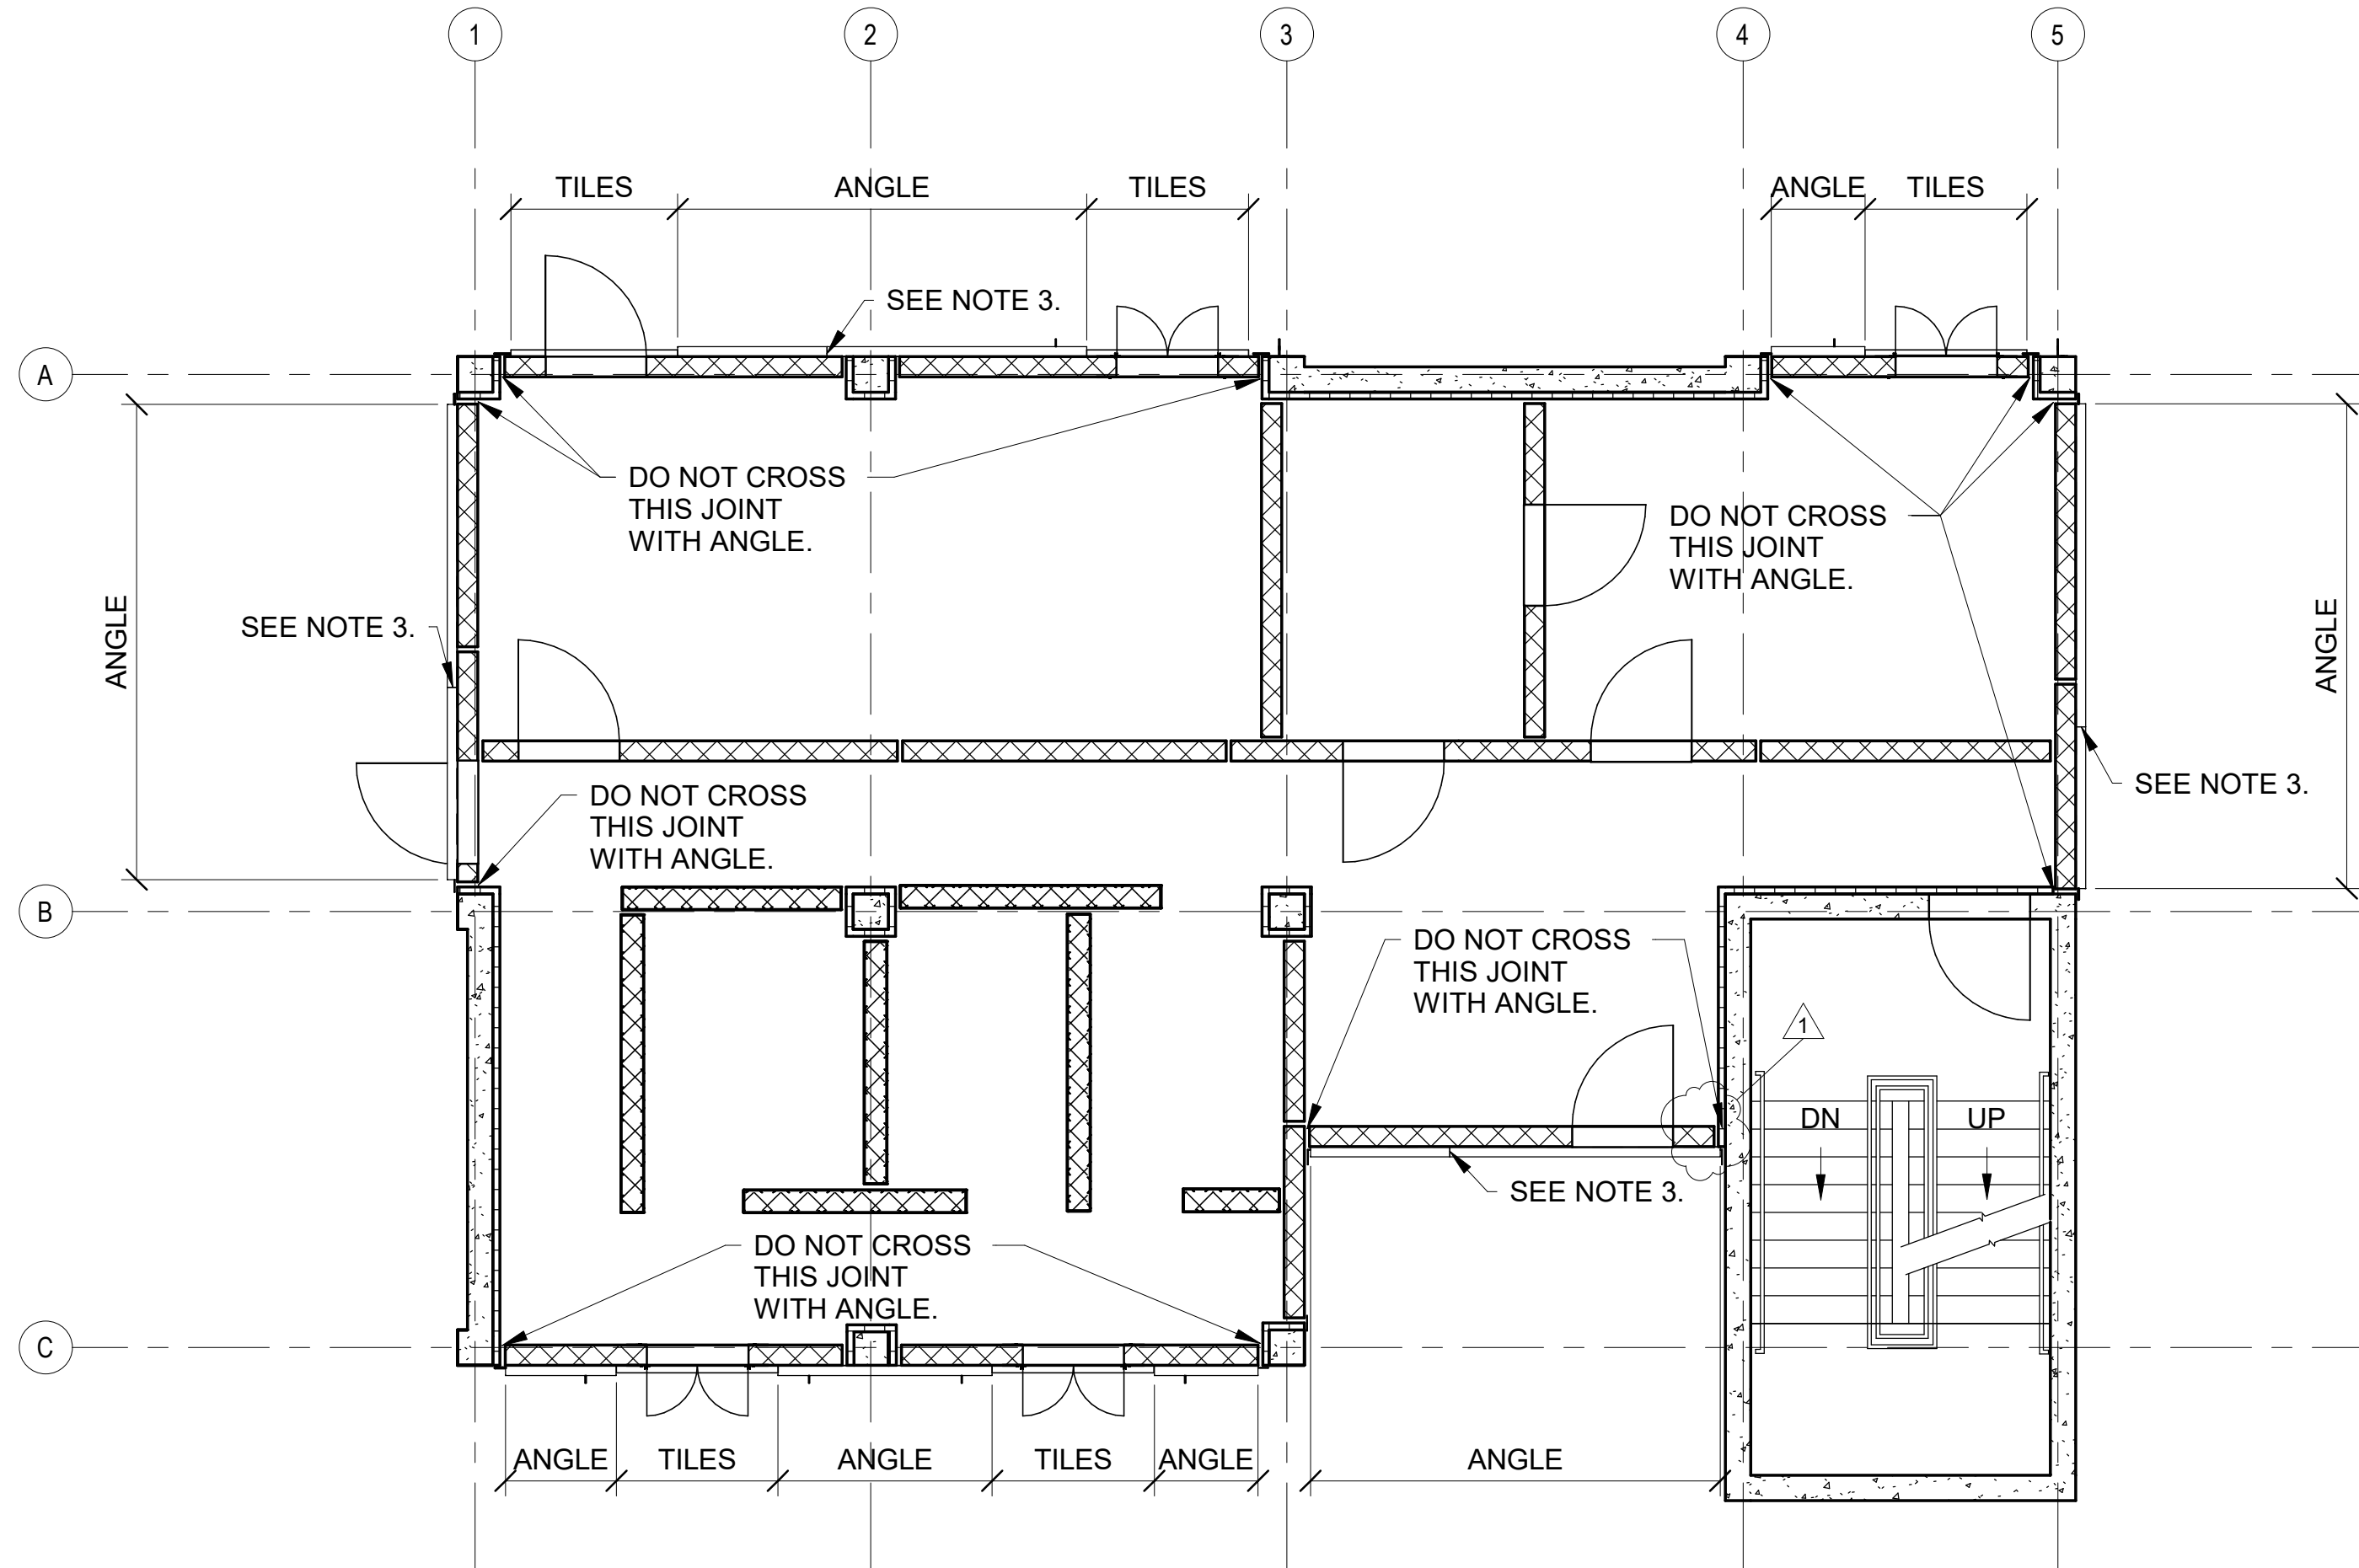 1
2
3
4
5
TILES
ANGLE
TILES
ANGLE
TILES
SEE NOTE 3.
A
DO NOT CROSS
THIS JOINT
WITH ANGLE.
DO NOT CROSS
THIS JOINT
WITH ANGLE.
ANGLE
SEE NOTE 3.
ANGLE
SEE NOTE 3.
DO NOT CROSS
THIS JOINT
WITH ANGLE.
B
DO NOT CROSS
THIS JOINT
WITH ANGLE.
1
DN
UP
SEE NOTE 3.
DO NOT CROSS
THIS JOINT
WITH ANGLE.
C
ANGLE
TILES
ANGLE
TILES
ANGLE
ANGLE